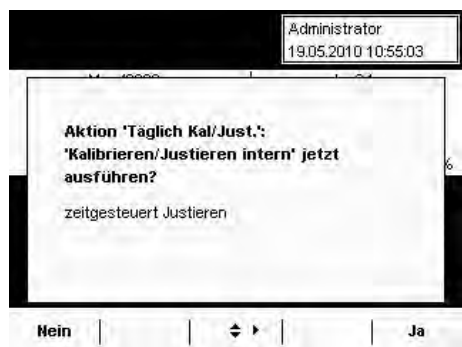 Administrator
19.05.2010 10:55:03
%
Aktion 'Täglich Kal/Just.':
'Kalibrieren/Justieren intern' jetzt
ausführen?
zeitgesteuert Justieren
Nein
Ja